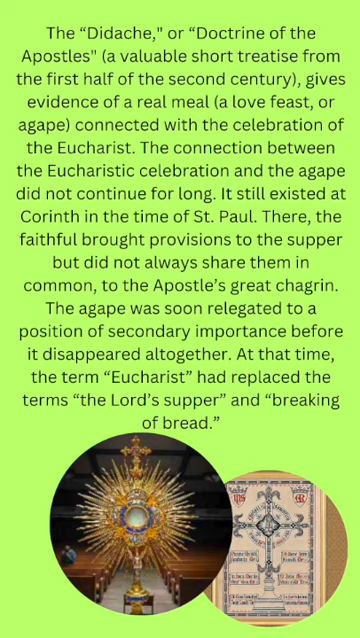 The “Didache," or “Doctrine of the
Apostles" (a valuable short treatise from
the first half of the second century), gives
evidence of a real meal (a love feast, or
agape) connected with the celebration of
the Eucharist. The connection between
the Eucharistic celebration and the agape
did not continue for long. It still existed at
Corinth in the time of St. Paul. There, the
faithful brought provisions to the supper
but did not always share them in
common, to the Apostle’s great chagrin.
The agape was soon relegated to a
position of secondary importance before
it disappeared altogether. At that time,
the term “Eucharist” had replaced the
terms “the Lord’s supper” and “breaking
of bread.”